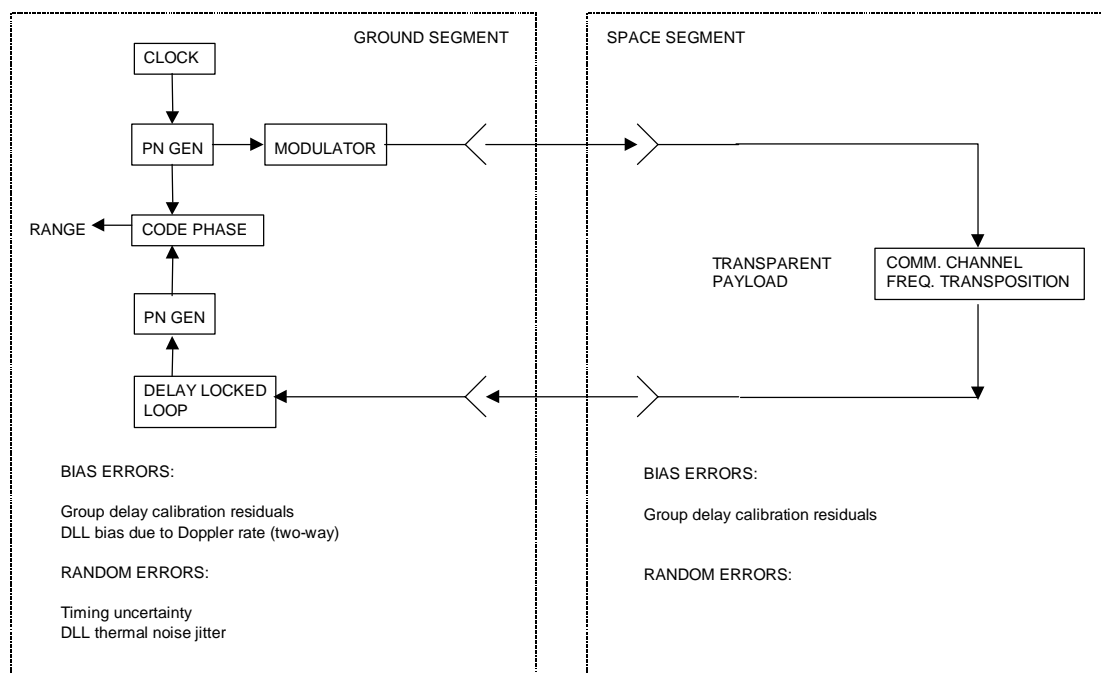 GROUND SEGMENT
SPACE SEGMENT
CLOCK
PN GEN
MODULATOR
RANGE
CODE PHASE
TRANSPARENT
PAYLOAD
COMM. CHANNEL
FREQ. TRANSPOSITION
PN GEN
DELAY LOCKED
LOOP
BIAS ERRORS:
Group delay calibration residuals
DLL bias due to Doppler rate (two-way)
RANDOM ERRORS:
Timing uncertainty
DLL thermal noise jitter
BIAS ERRORS:
Group delay calibration residuals
RANDOM ERRORS: